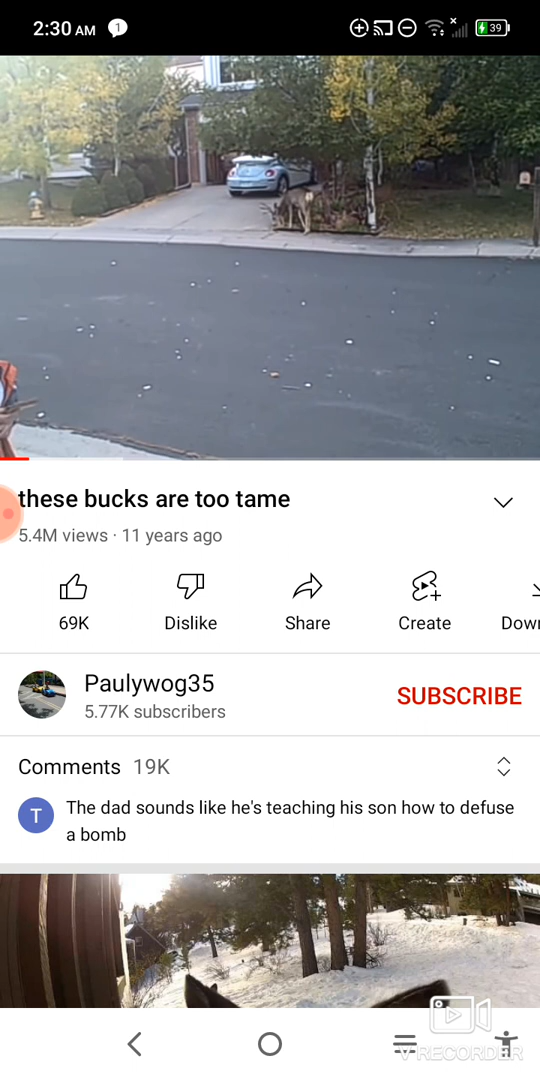 2:30 AM 1 39
these bucks are too tame
5.4M views · 11 years ago
69K Dislike Share Create Down
Paulywog35
5.77K subscribers
SUBSCRIBE
Comments 19K
T
The dad sounds like he's teaching his son how to defuse
a bomb
V RECORDER